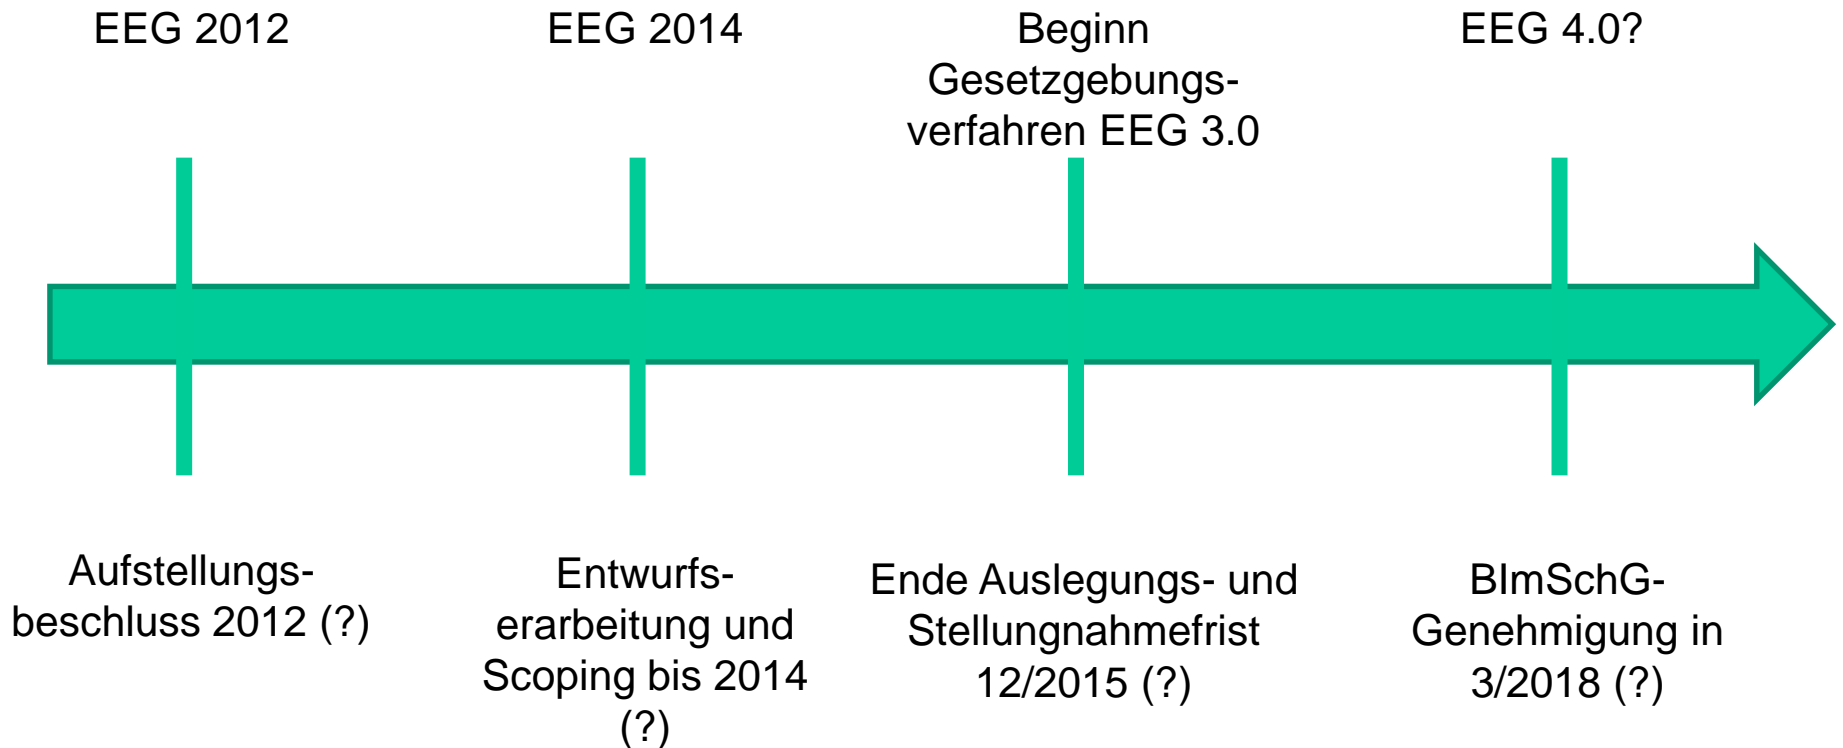 EEG 2012
EEG 2014
Beginn
Gesetzgebungs-
verfahren EEG 3.0
EEG 4.0?
Aufstellungs-
beschluss 2012 (?)
Entwurfs-
erarbeitung und
Scoping bis 2014
(?)
Ende Auslegungs- und
Stellungnahmefrist
12/2015 (?)
BImSchG-
Genehmigung in
3/2018 (?)